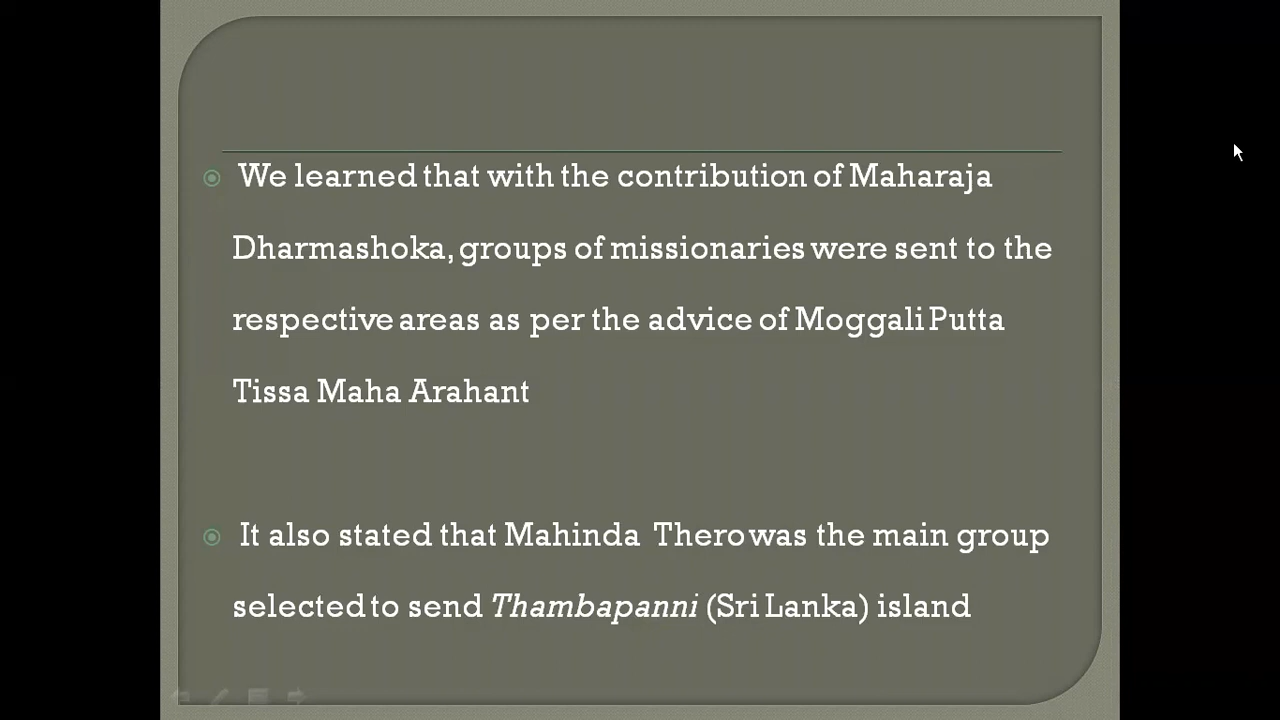 We learned that with the contribution of Maharaja
Dharmashoka, groups of missionaries were sent to the
respective areas as per the advice of Moggali Putta
Tissa Maha Arahant
It also stated that Mahinda Thero was the main group
selected to send Thambapanni (Sri Lanka) island